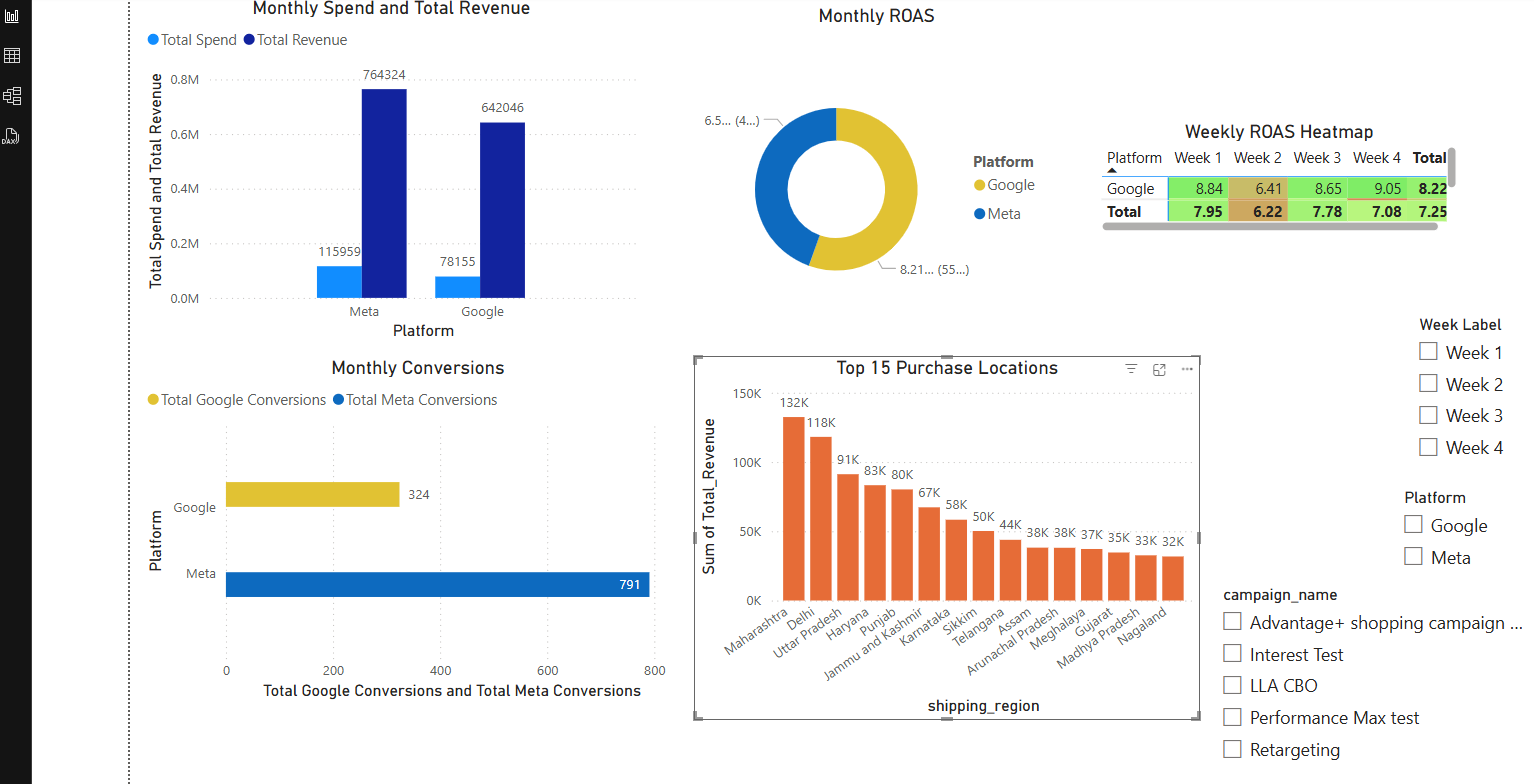 Monthly Spend and Total Revenue
Total Spend Total Revenue
Total Spend and Total Revenue
0.8M
0.6M
0.4M
0.2M
0.0M
115959
764324
78155
642046
Meta
Google
Platform
Monthly ROAS
6.5... (4...)
8.21... (55...)
Platform
Google
Meta
Weekly ROAS Heatmap
Platform Week 1 Week 2 Week 3 Week 4 Total
Google 8.84 6.41 8.65 9.05 8.22
Total 7.95 6.22 7.78 7.08 7.25
Monthly Conversions
Total Google Conversions Total Meta Conversions
Platform
Google
324
Meta
791
0 200 400 600 800
Total Google Conversions and Total Meta Conversions
Top 15 Purchase Locations
Sum of Total_Revenue
150K
100K
50K
0K
132K
118K
91K
83K
80K
67K
58K
50K
44K
38K
38K
37K
35K
33K
32K
Maharashtra
Delhi
Uttar Pradesh
Haryana
Punjab
Jammu and Kashmir
Karnataka
Sikkim
Telangana
Assam
Arunachal Pradesh
Meghalaya
Gujarat
Madhya Pradesh
Nagaland
shipping_region
Week Label
Week 1
Week 2
Week 3
Week 4
Platform
Google
Meta
campaign_name
Advantage+ shopping campaign ...
Interest Test
LLA CBO
Performance Max test
Retargeting
DAX